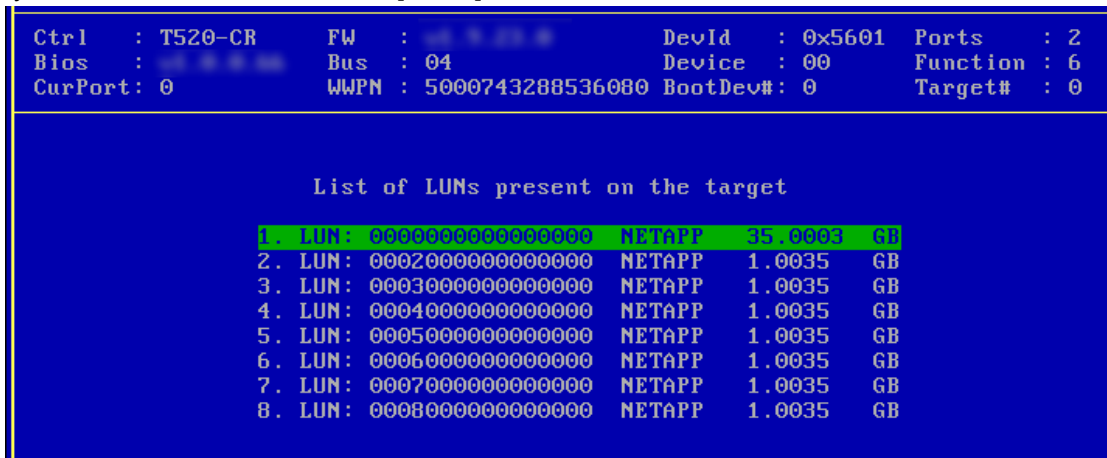 Ctrl : T520-CR FW : DevId : 0x5601 Ports : 2
Bios : Bus : 04 Device : 00 Function : 6
CurPort: 0 WWPN : 5000743288536080 BootDev#: 0 Target# : 0
List of LUNs present on the target
1. LUN: 0000000000000000 NETAPP 35.0003 GB
2. LUN: 0002000000000000 NETAPP 1.0035 GB
3. LUN: 0003000000000000 NETAPP 1.0035 GB
4. LUN: 0004000000000000 NETAPP 1.0035 GB
5. LUN: 0005000000000000 NETAPP 1.0035 GB
6. LUN: 0006000000000000 NETAPP 1.0035 GB
7. LUN: 0007000000000000 NETAPP 1.0035 GB
8. LUN: 0008000000000000 NETAPP 1.0035 GB